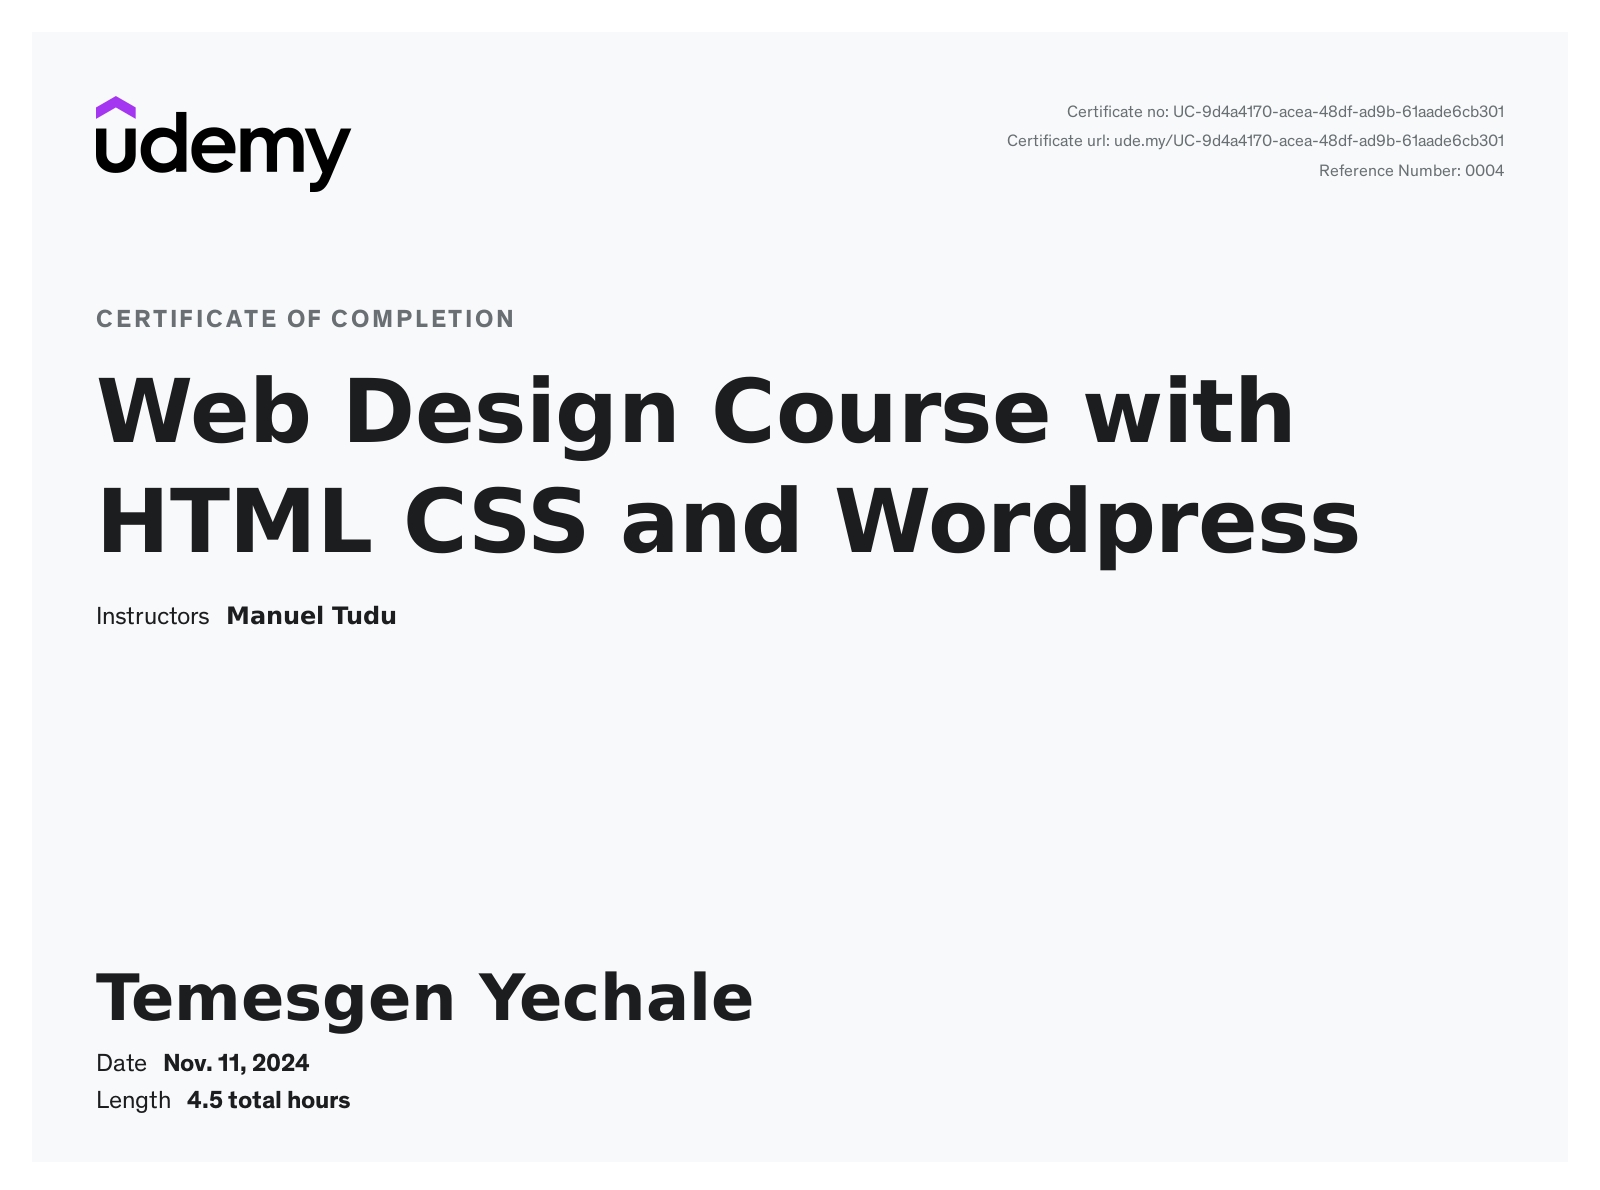 udemy
Certificate no: UC-9d4a4170-acea-48df-ad9b-61aade6cb301
Certificate url: ude.my/UC-9d4a4170-acea-48df-ad9b-61aade6cb301
Reference Number: 0004
CERTIFICATE OF COMPLETION
Web Design Course with
HTML CSS and Wordpress
Instructors Manuel Tudu
Temesgen Yechale
Date Nov. 11, 2024
Length 4.5 total hours